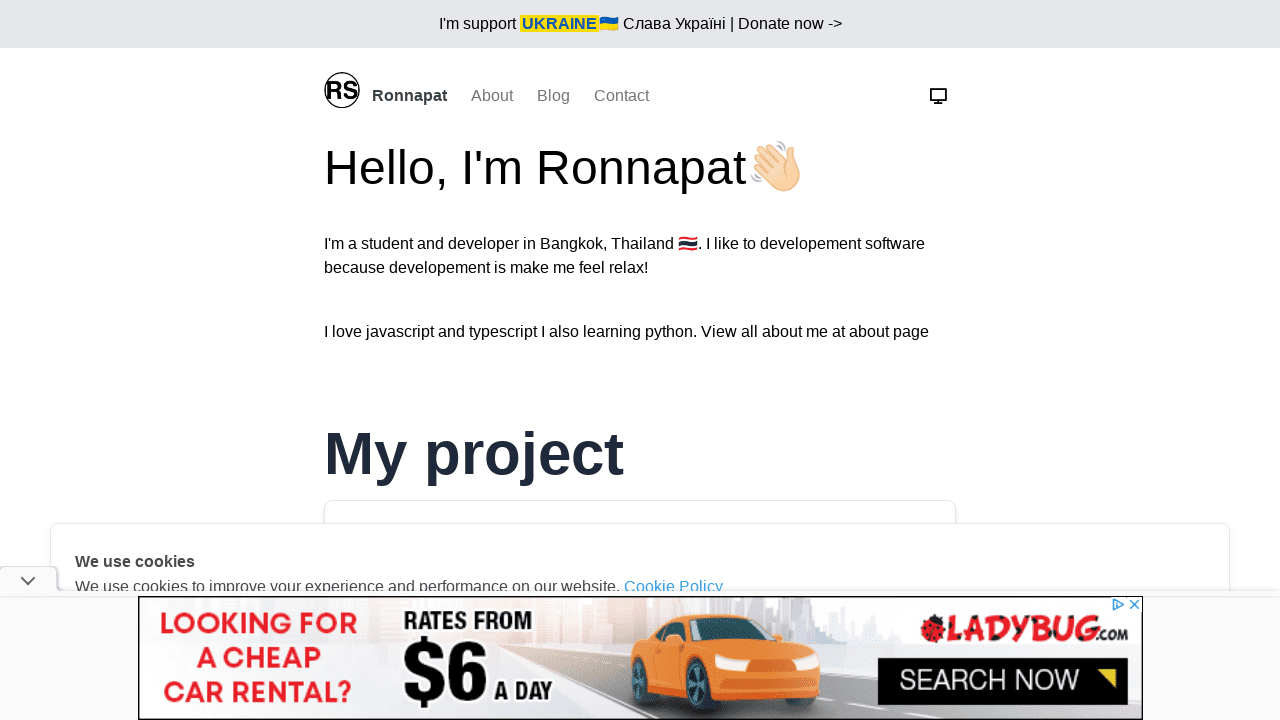 I'm support UKRAINE🇺🇦 Слава Україні | Donate now ->
RS Ronnapat About Blog Contact
Hello, I'm Ronnapat👋🏻
I'm a student and developer in Bangkok, Thailand 🇹🇭. I like to developement software
because developement is make me feel relax!
I love javascript and typescript I also learning python. View all about me at about page
My project
We use cookies
We use cookies to improve your experience and performance on our website. Cookie Policy
LOOKING FOR
A CHEAP
CAR RENTAL?
RATES FROM
$6 A DAY
LADYBUG.COM
SEARCH NOW